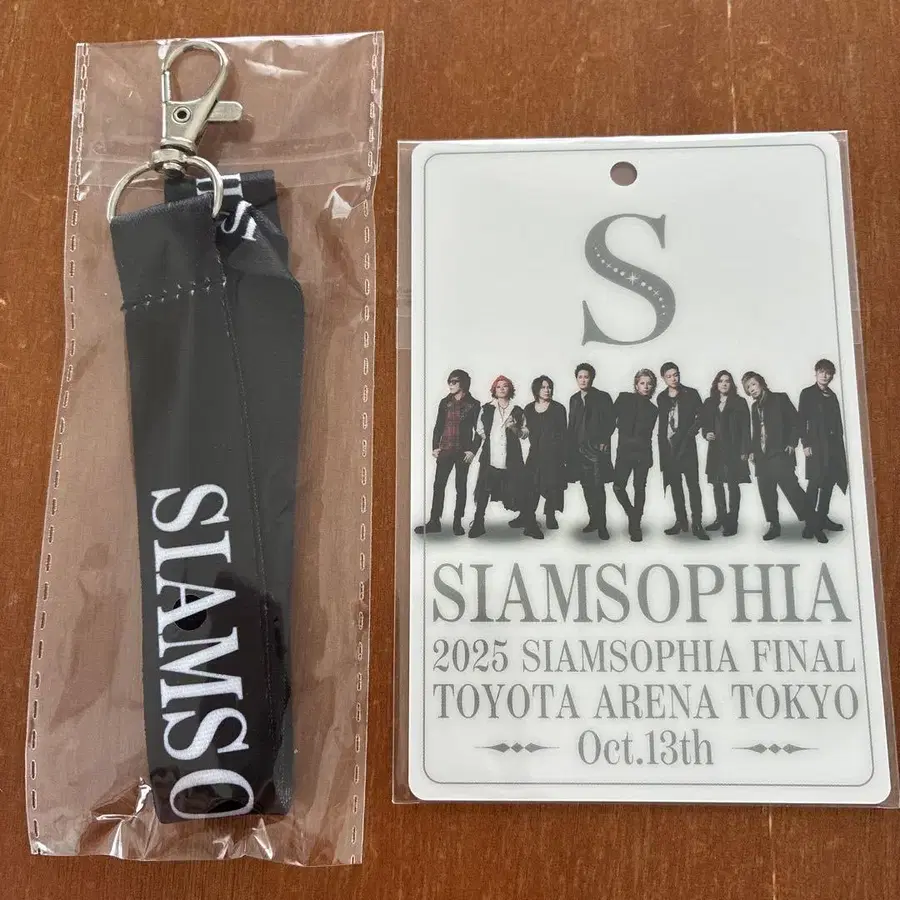 SIAMSO
S
SIAMSOPHIA
2025 SIAMSOPHIA FINAL
TOYOTA ARENA TOKYO
Oct.13th